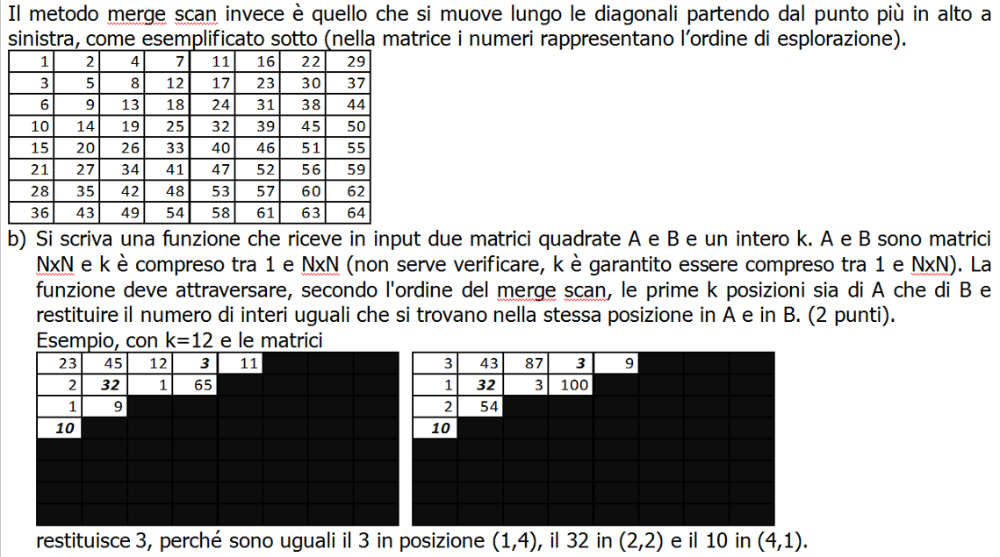 Il metodo merge scan invece è quello che si muove lungo le diagonali partendo dal punto più in alto a
sinistra, come esemplificato sotto (nella matrice i numeri rappresentano l’ordine di esplorazione).
1 2 4 7 11 16 22 29
3 5 8 12 17 23 30 37
6 9 13 18 24 31 38 44
10 14 19 25 32 39 45 50
15 20 26 33 40 46 51 55
21 27 34 41 47 52 56 59
28 35 42 48 53 57 60 62
36 43 49 54 58 61 63 64
b) Si scriva una funzione che riceve in input due matrici quadrate A e B e un intero k. A e B sono matrici
NxN e k è compreso tra 1 e NxN (non serve verificare, k è garantito essere compreso tra 1 e NxN). La
funzione deve attraversare, secondo l'ordine del merge scan, le prime k posizioni sia di A che di B e
restituire il numero di interi uguali che si trovano nella stessa posizione in A e in B. (2 punti).
Esempio, con k=12 e le matrici
23 45 12 3 11
2 32 1 65
1 9
10
3 43 87 3 9
1 32 3 100
2 54
10
restituisce 3, perché sono uguali il 3 in posizione (1,4), il 32 in (2,2) e il 10 in (4,1).